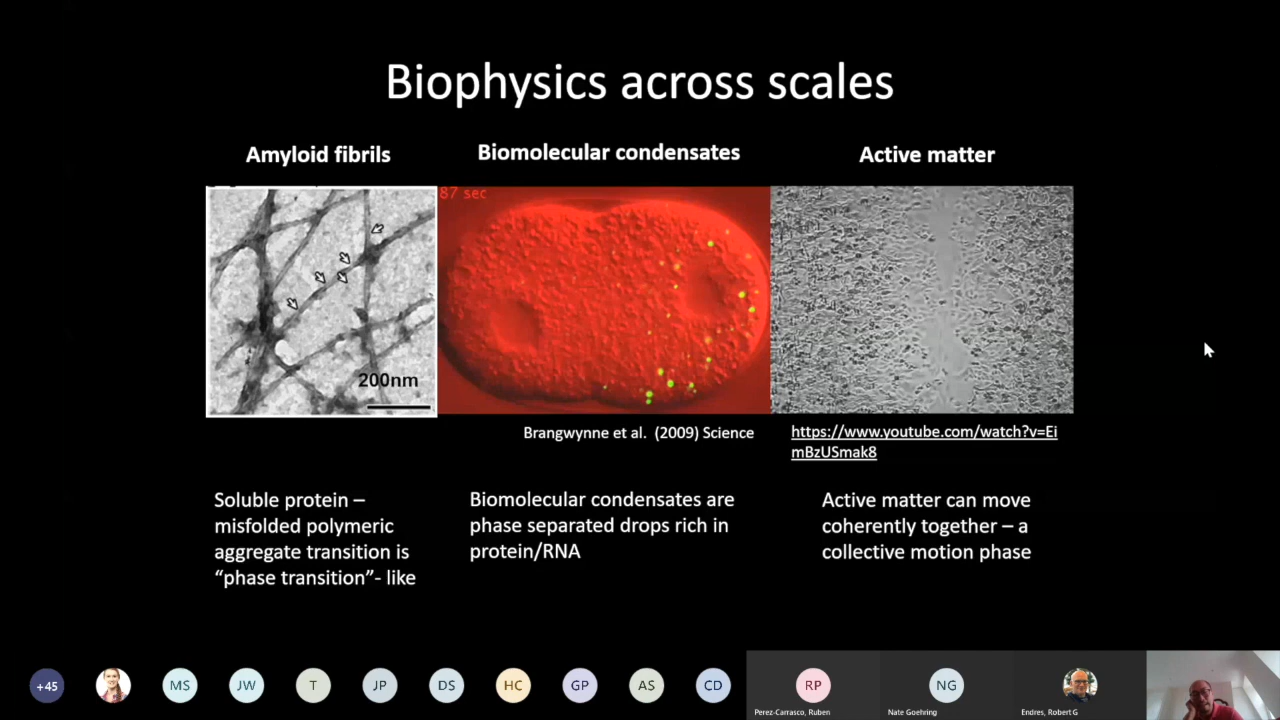 Biophysics across scales
Amyloid fibrils
Biomolecular condensates
Active matter
87 sec
200nm
Brangwynne et al. (2009) Science
https://www.youtube.com/watch?v=Ei
mBzUSmak8
Soluble protein –
misfolded polymeric
aggregate transition is
“phase transition”- like
Biomolecular condensates are
phase separated drops rich in
protein/RNA
Active matter can move
coherently together – a
collective motion phase
+45
MS
JW
T
JP
DS
HC
GP
AS
CD
RP
Perez-Carrasco, Ruben
NG
Nate Goehring
Endres, Robert G